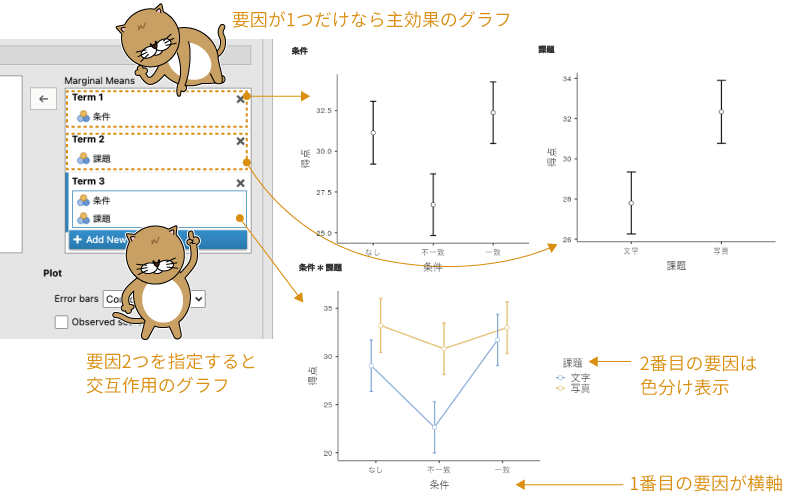 要因が1つだけなら主効果のグラフ
Marginal Means
Term 1
条件
Term 2
課題
Term 3
条件
課題
Add New
Plot
Error bars
Observed
要因2つを指定すると
交互作用のグラフ
条件
得点
32.5
30.0
27.5
25.0
なし
不一致
一致
条件
課題
得点
34
32
30
28
26
文字
写真
課題
条件＊課題
得点
35
30
25
20
なし
不一致
一致
条件
課題
文字
写真
2番目の要因は
色分け表示
1番目の要因が横軸